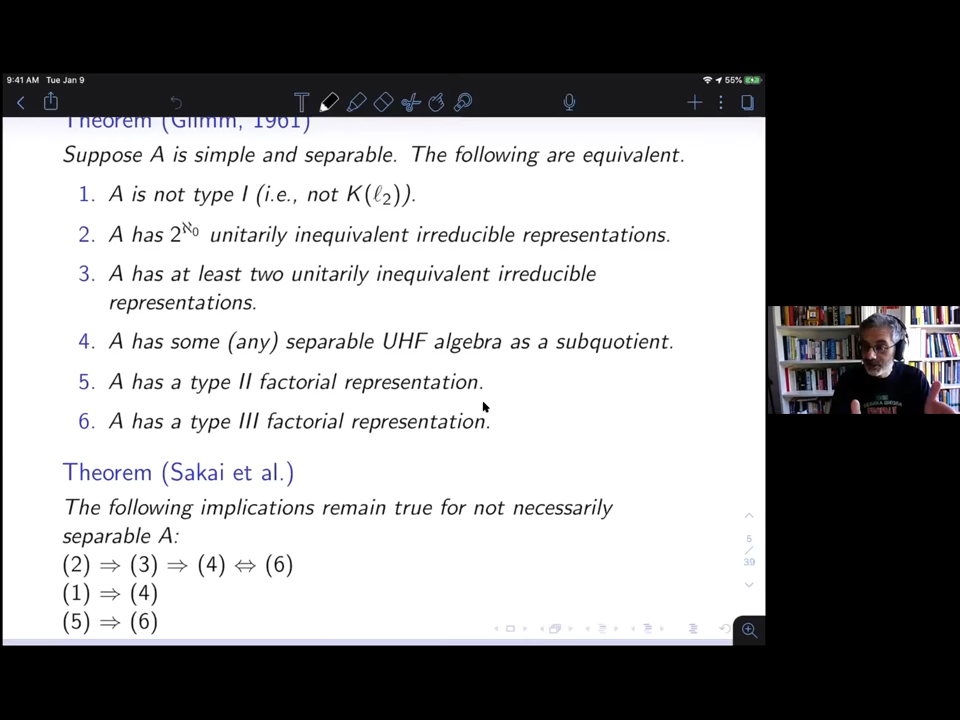 9:41 AM Tue Jan 9
55%
Theorem (Glimm, 1961)
Suppose A is simple and separable. The following are equivalent.
1. A is not type I (i.e., not K(ℓ₂)).
2. A has 2^ℵ₀ unitarily inequivalent irreducible representations.
3. A has at least two unitarily inequivalent irreducible
representations.
4. A has some (any) separable UHF algebra as a subquotient.
5. A has a type II factorial representation.
6. A has a type III factorial representation.
Theorem (Sakai et al.)
The following implications remain true for not necessarily
separable A:
(2) ⇒ (3) ⇒ (4) ⇔ (6)
(1) ⇒ (4)
(5) ⇒ (6)
5
/
39